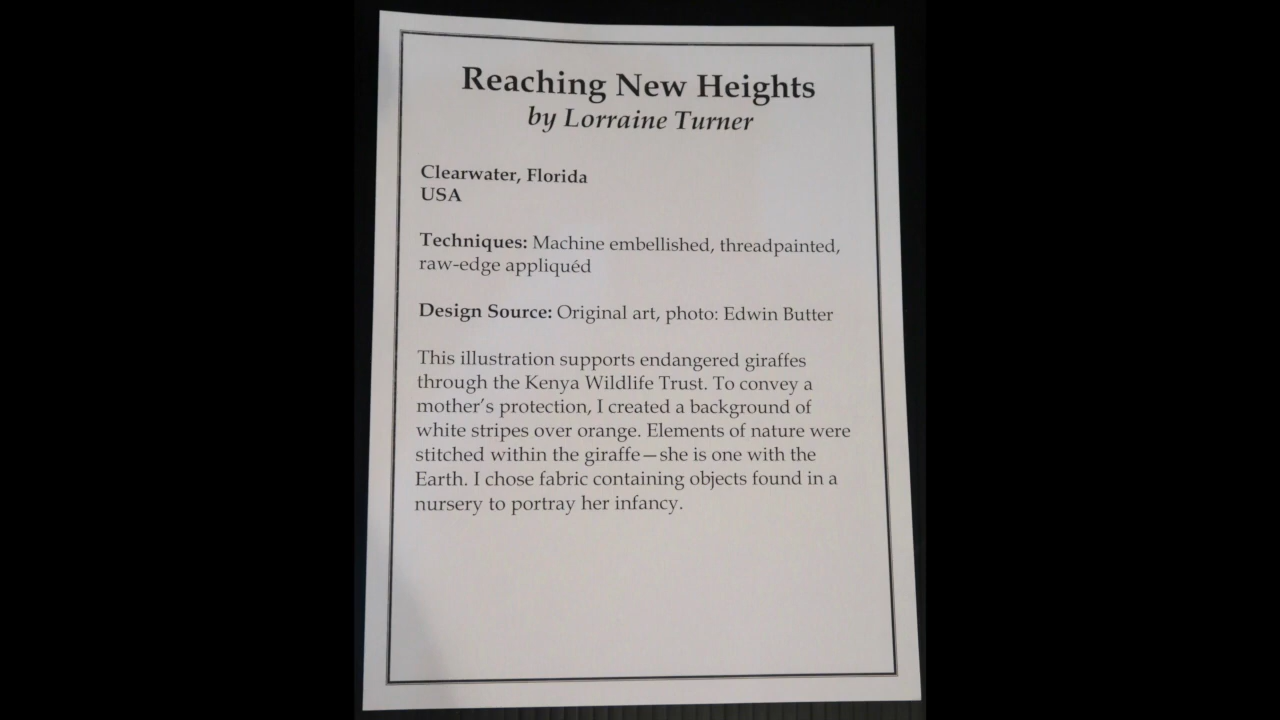 Reaching New Heights
by Lorraine Turner
Clearwater, Florida
USA
Techniques: Machine embellished, threadpainted,
raw-edge appliquéd
Design Source: Original art, photo: Edwin Butter
This illustration supports endangered giraffes
through the Kenya Wildlife Trust. To convey a
mother's protection, I created a background of
white stripes over orange. Elements of nature were
stitched within the giraffe—she is one with the
Earth. I chose fabric containing objects found in a
nursery to portray her infancy.